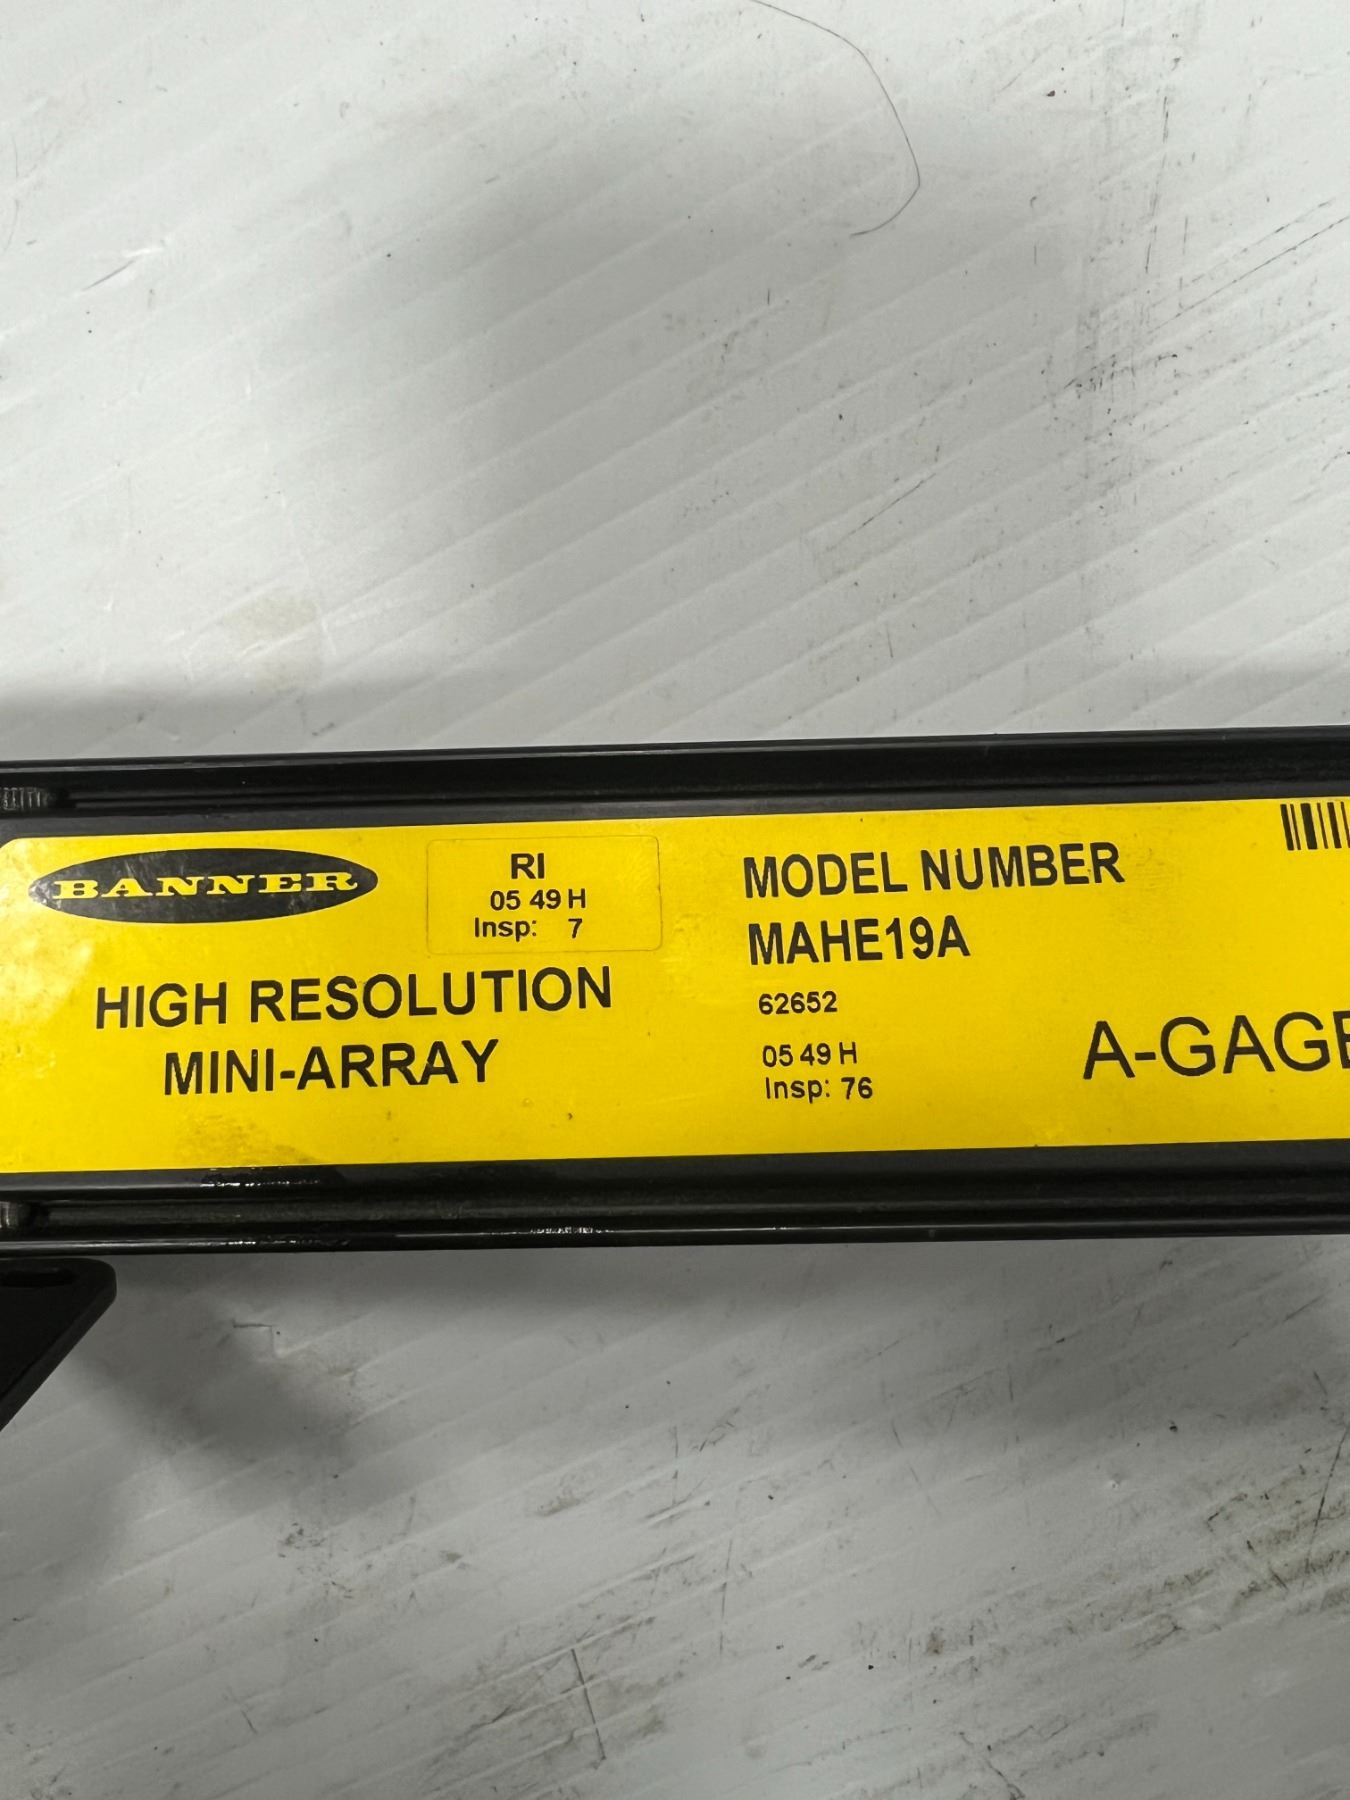 BANNER
RI
05 49 H
Insp: 7
HIGH RESOLUTION
MINI-ARRAY
MODEL NUMBER
MAHE19A
62652
05 49 H
Insp: 76
A-GAGE